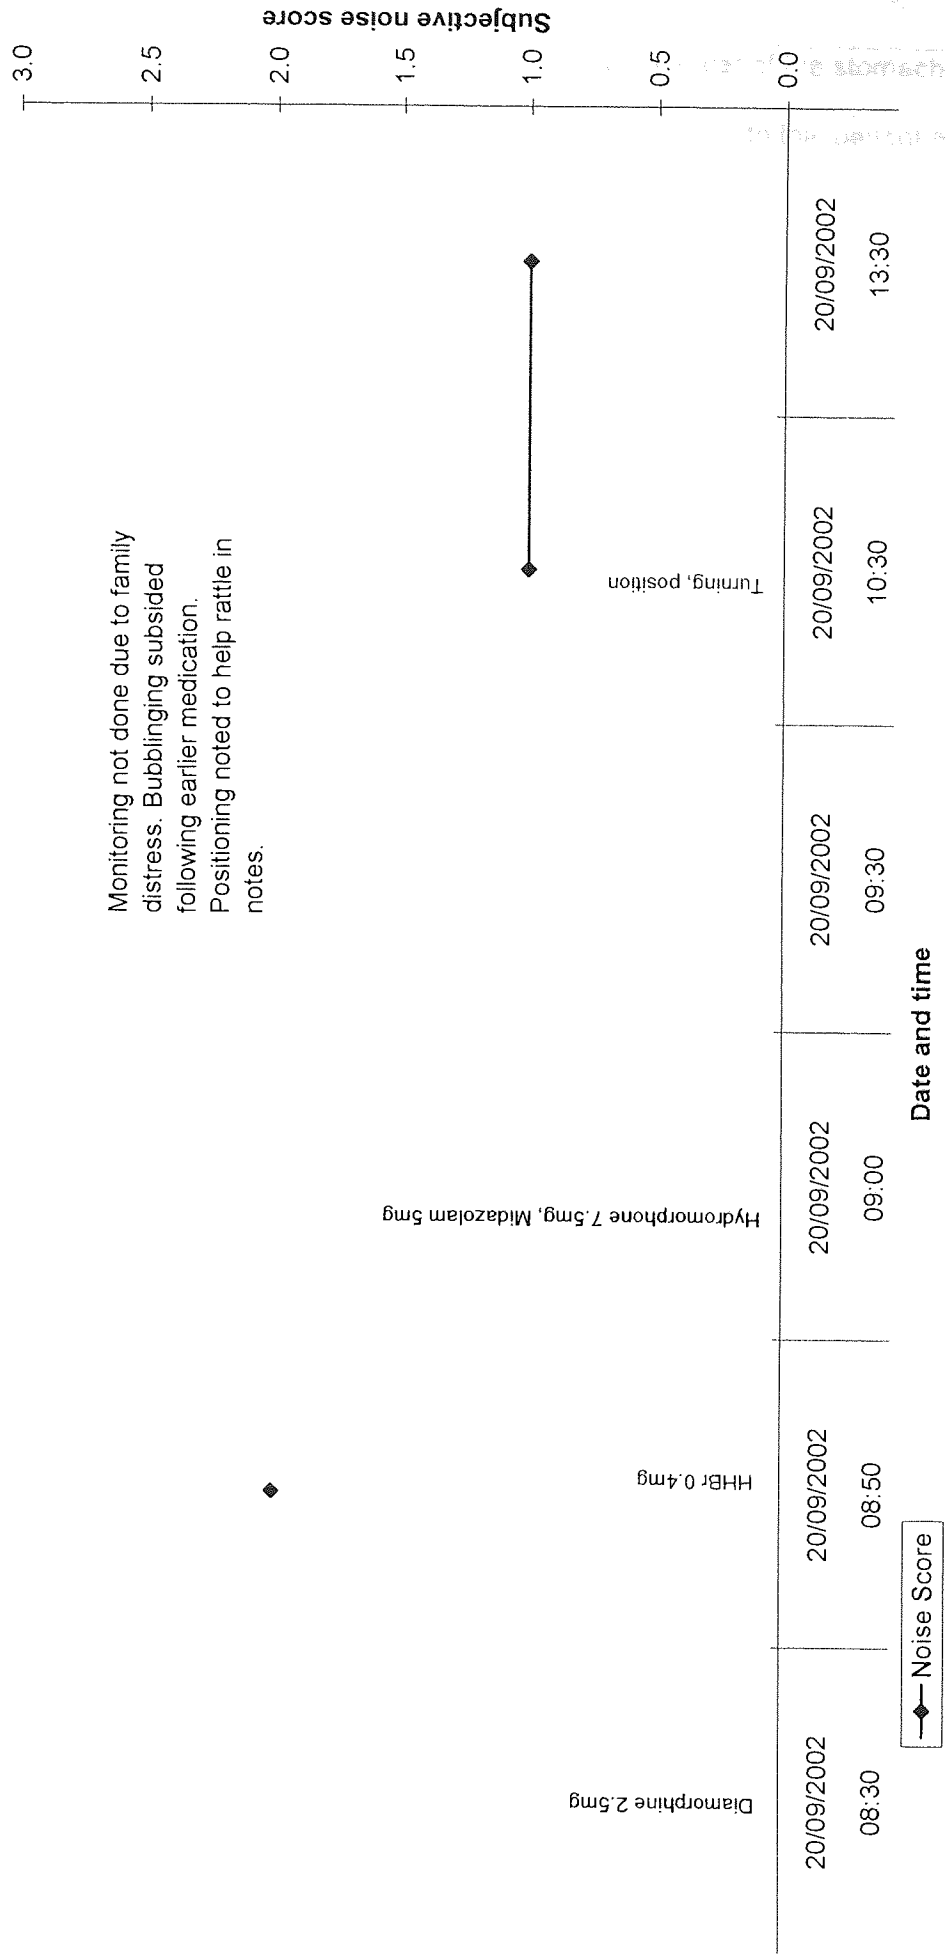 Subjective noise score
3.0
2.5
2.0
1.5
1.0
0.5
0.0
Monitoring not done due to family
distress. Bubblinging subsided
following earlier medication.
Positioning noted to help rattle in
notes.
Diamorphine 2.5mg
HHBr 0.4mg
Hydromorphone 7.5mg, Midazolam 5mg
Turning, position
20/09/2002
08:30
20/09/2002
08:50
20/09/2002
09:00
20/09/2002
09:30
20/09/2002
10:30
20/09/2002
13:30
Date and time
Noise Score
stomach